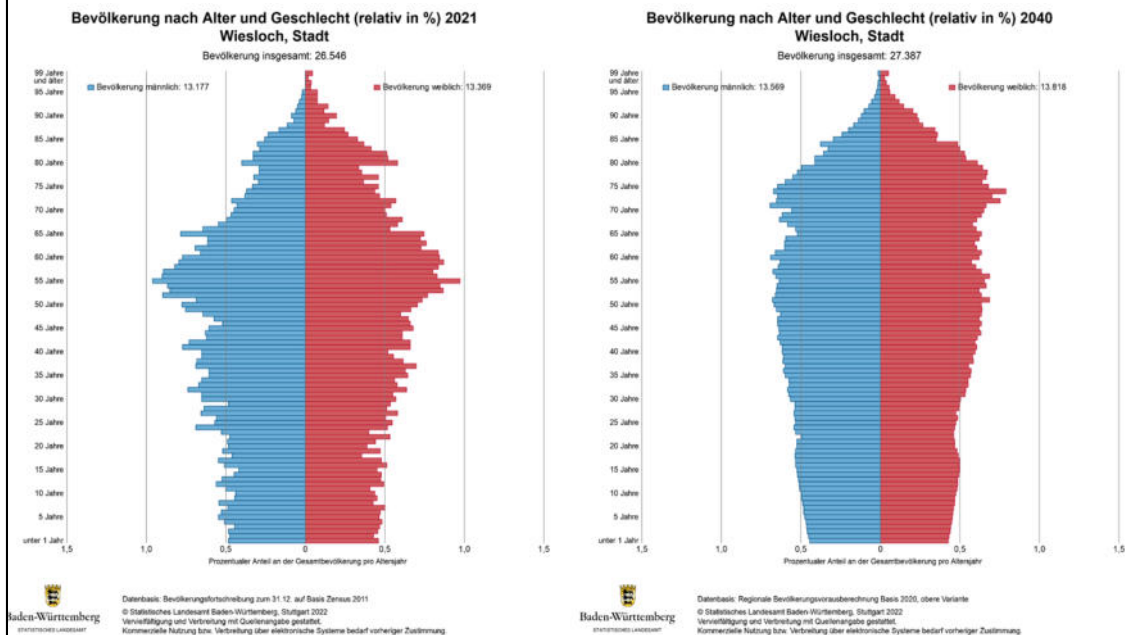 Bevölkerung nach Alter und Geschlecht (relativ in %) 2021
Wiesloch, Stadt
Bevölkerung insgesamt: 26.546
99 Jahre
und älter
Bevölkerung männlich: 13.177
Bevölkerung weiblich: 13.369
95 Jahre
90 Jahre
85 Jahre
80 Jahre
75 Jahre
70 Jahre
65 Jahre
60 Jahre
55 Jahre
50 Jahre
45 Jahre
40 Jahre
35 Jahre
30 Jahre
25 Jahre
20 Jahre
15 Jahre
10 Jahre
5 Jahre
unter 1 Jahr
1,5 1,0 0,5 0 0,5 1,0 1,5
Prozentualer Anteil an der Gesamtbevölkerung pro Altersjahr
Baden-Württemberg
STATISTISCHES LANDESAMT
Datenbasis: Bevölkerungsfortschreibung zum 31.12. auf Basis Zensus 2011
© Statistisches Landesamt Baden-Württemberg, Stuttgart 2022
Vervielfältigung und Verbreitung mit Quellenangabe gestattet.
Kommerzielle Nutzung bzw. Verbreitung über elektronische Systeme bedarf vorheriger Zustimmung.
Bevölkerung nach Alter und Geschlecht (relativ in %) 2040
Wiesloch, Stadt
Bevölkerung insgesamt: 27.387
99 Jahre
und älter
Bevölkerung männlich: 13.569
Bevölkerung weiblich: 13.818
95 Jahre
90 Jahre
85 Jahre
80 Jahre
75 Jahre
70 Jahre
65 Jahre
60 Jahre
55 Jahre
50 Jahre
45 Jahre
40 Jahre
35 Jahre
30 Jahre
25 Jahre
20 Jahre
15 Jahre
10 Jahre
5 Jahre
unter 1 Jahr
1,5 1,0 0,5 0 0,5 1,0 1,5
Prozentualer Anteil an der Gesamtbevölkerung pro Altersjahr
Baden-Württemberg
STATISTISCHES LANDESAMT
Datenbasis: Regionale Bevölkerungsvorausberechnung Basis 2020, obere Variante
© Statistisches Landesamt Baden-Württemberg, Stuttgart 2022
Vervielfältigung und Verbreitung mit Quellenangabe gestattet.
Kommerzielle Nutzung bzw. Verbreitung über elektronische Systeme bedarf vorheriger Zustimmung.